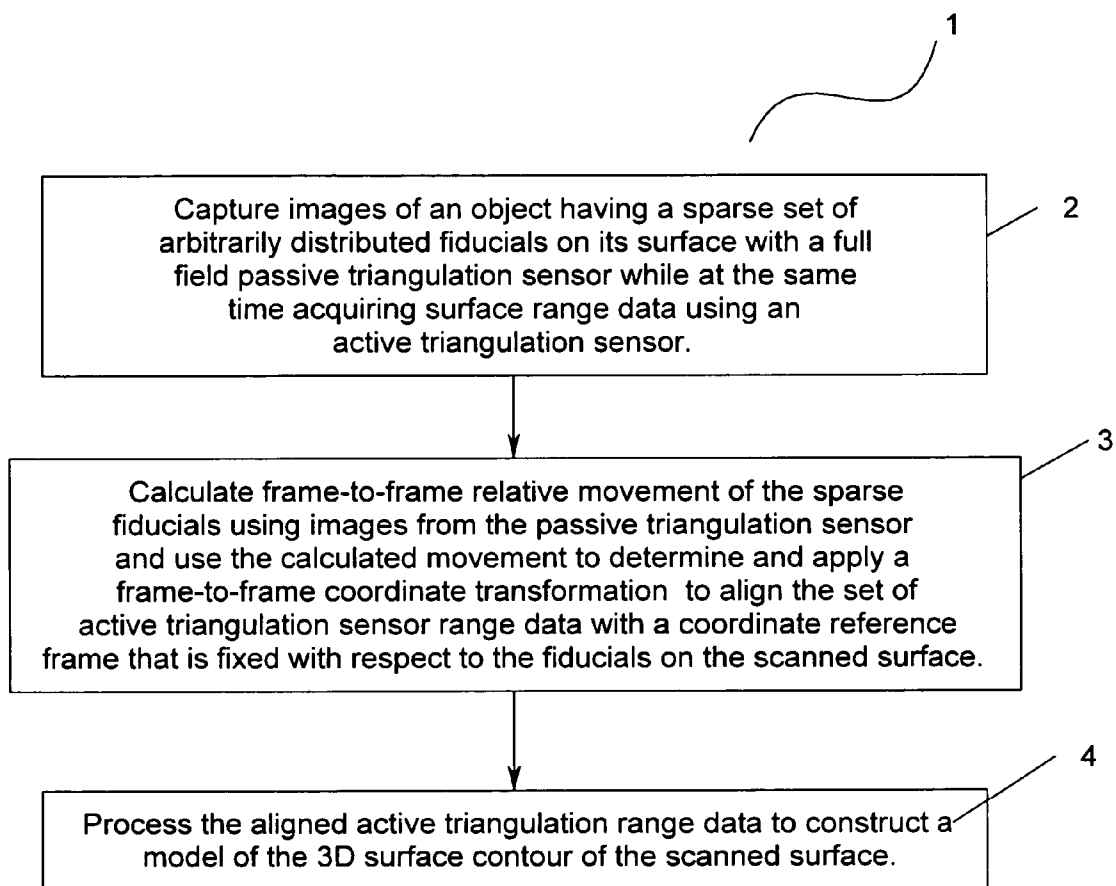 1
Capture images of an object having a sparse set of
arbitrarily distributed fiducials on its surface with a full
field passive triangulation sensor while at the same
time acquiring surface range data using an
active triangulation sensor.
2
Calculate frame-to-frame relative movement of the sparse
fiducials using images from the passive triangulation sensor
and use the calculated movement to determine and apply a
frame-to-frame coordinate transformation to align the set of
active triangulation sensor range data with a coordinate reference
frame that is fixed with respect to the fiducials on the scanned surface.
3
Process the aligned active triangulation range data to construct a
model of the 3D surface contour of the scanned surface.
4